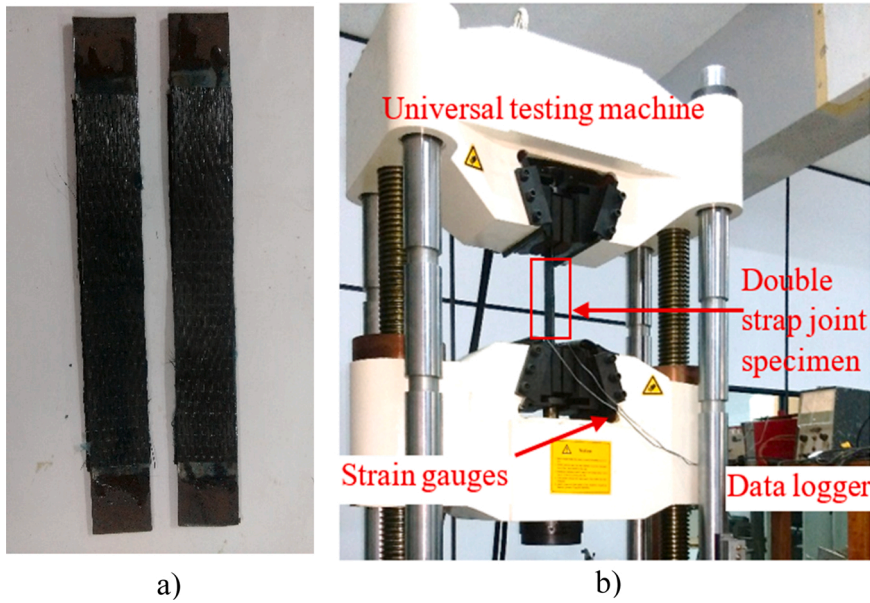 Universal testing machine
Double
strap joint
specimen
Strain gauges
Data logger
a)
b)